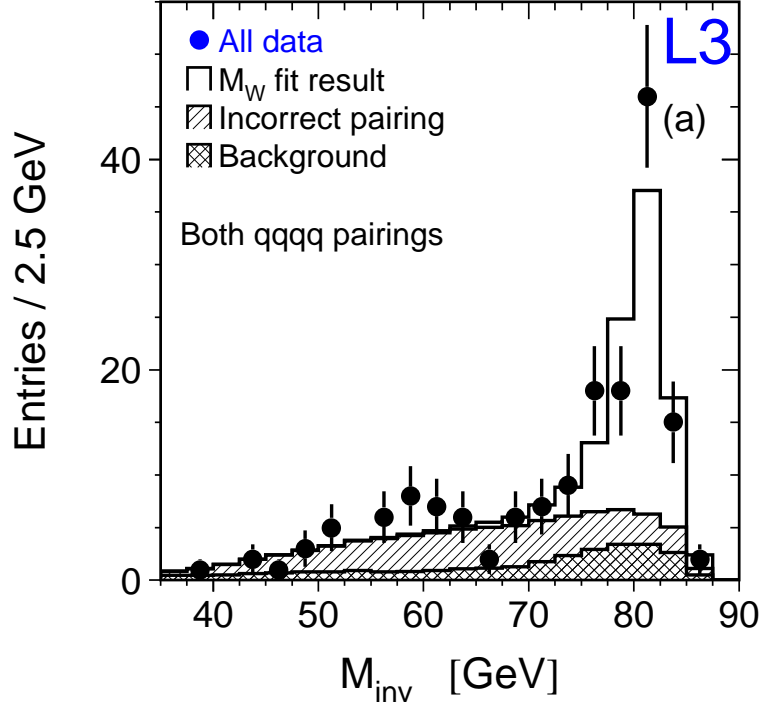 L3
All data
M_W fit result
Incorrect pairing
Background
(a)
Both qqqq pairings
Entries / 2.5 GeV
40
20
0
40 50 60 70 80 90
M_inv [GeV]